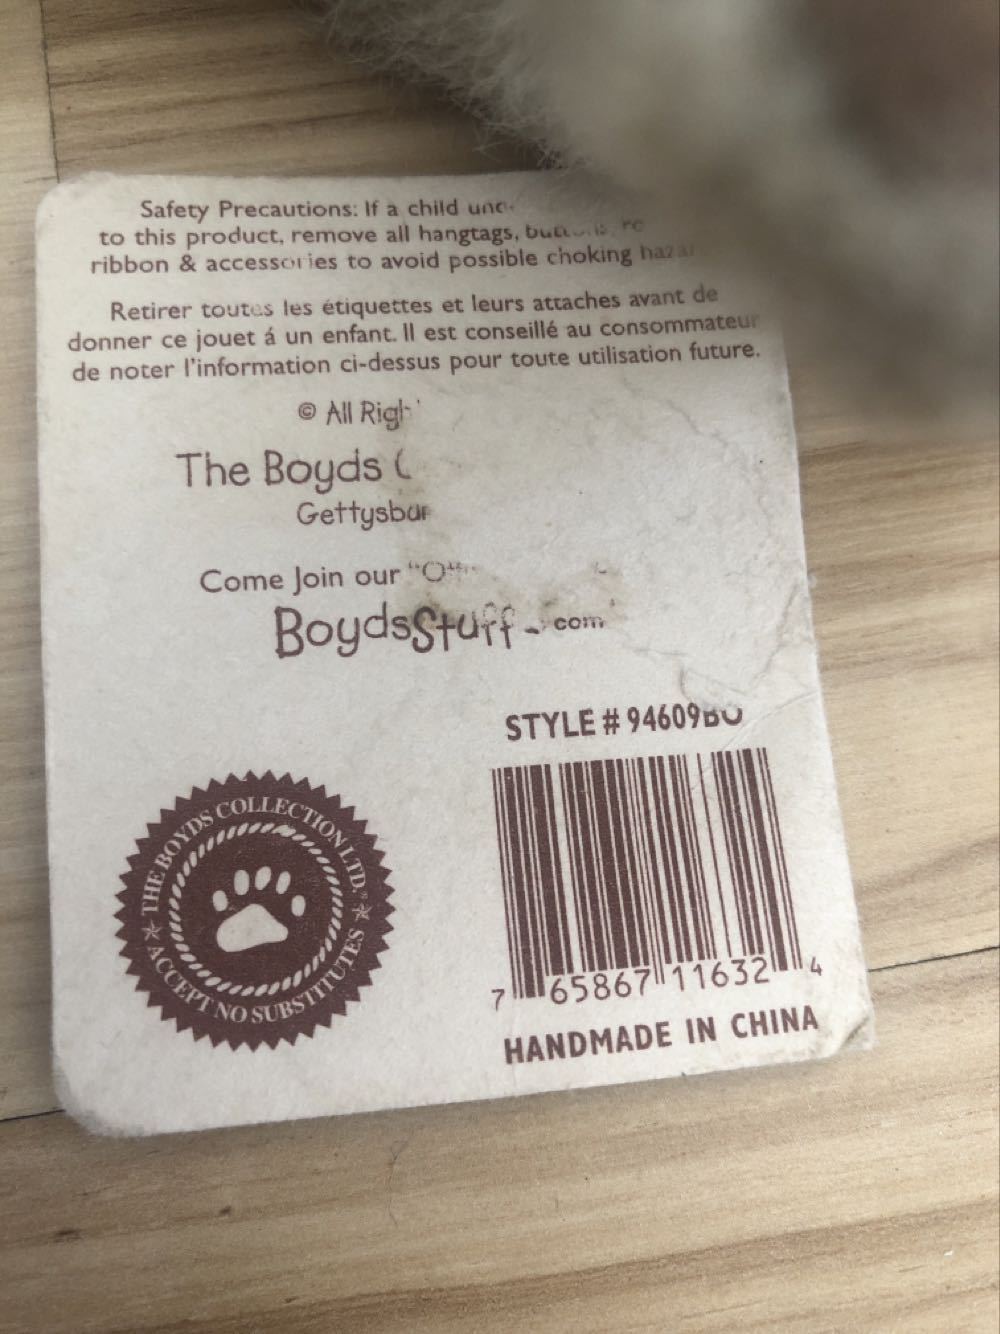 Safety Precautions: If a child
to this product, remove all hangtags,
ribbon & accessories to avoid possible choking
Retirer toutes les étiquettes et leurs attaches avant de
donner ce jouet á un enfant. Il est conseillé au consommateur
de noter l'information ci-dessus pour toute utilisation future.
© All
The Boyds
Come Join our
BoydsStuff
com
STYLE # 94609BO
THE BOYDS COLLECTION LTD.®
ACCEPT NO SUBSTITUTES
7 65867 11632 4
HANDMADE IN CHINA